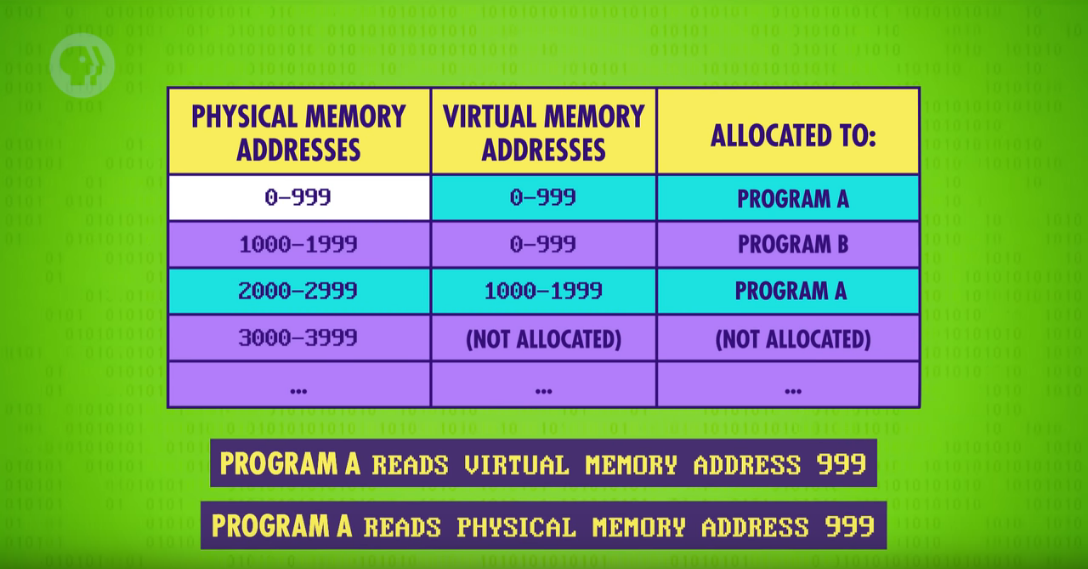 PHYSICAL MEMORY ADDRESSES VIRTUAL MEMORY ADDRESSES ALLOCATED TO:
0-999 0-999 PROGRAM A
1000-1999 0-999 PROGRAM B
2000-2999 1000-1999 PROGRAM A
3000-3999 (NOT ALLOCATED) (NOT ALLOCATED)
... ... ...
PROGRAM A READS VIRTUAL MEMORY ADDRESS 999
PROGRAM A READS PHYSICAL MEMORY ADDRESS 999